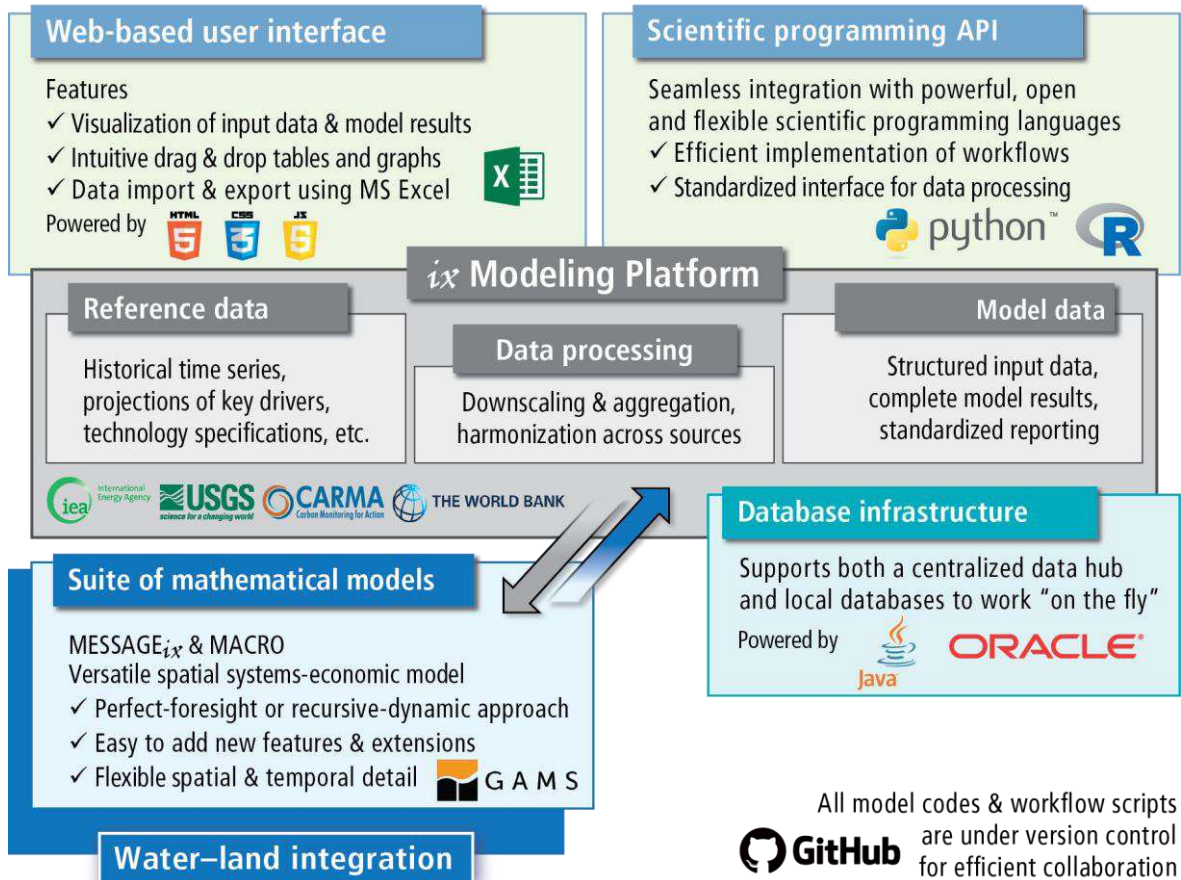 Web-based user interface
Features
✓ Visualization of input data & model results
✓ Intuitive drag & drop tables and graphs
✓ Data import & export using MS Excel
X
Powered by
HTML
5
CSS
3
JS
5
Scientific programming API
Seamless integration with powerful, open
and flexible scientific programming languages
✓ Efficient implementation of workflows
✓ Standardized interface for data processing
python™
R
ix Modeling Platform
Reference data
Historical time series,
projections of key drivers,
technology specifications, etc.
Data processing
Downscaling & aggregation,
harmonization across sources
Model data
Structured input data,
complete model results,
standardized reporting
iea
International
Energy Agency
USGS
science for a changing world
CARMA
Carbon Monitoring for Action
THE WORLD BANK
Database infrastructure
Supports both a centralized data hub
and local databases to work “on the fly”
Powered by
Java
ORACLE®
Suite of mathematical models
MESSAGEix & MACRO
Versatile spatial systems-economic model
✓ Perfect-foresight or recursive-dynamic approach
✓ Easy to add new features & extensions
✓ Flexible spatial & temporal detail
GAMS
Water–land integration
All model codes & workflow scripts
GitHub
are under version control
for efficient collaboration